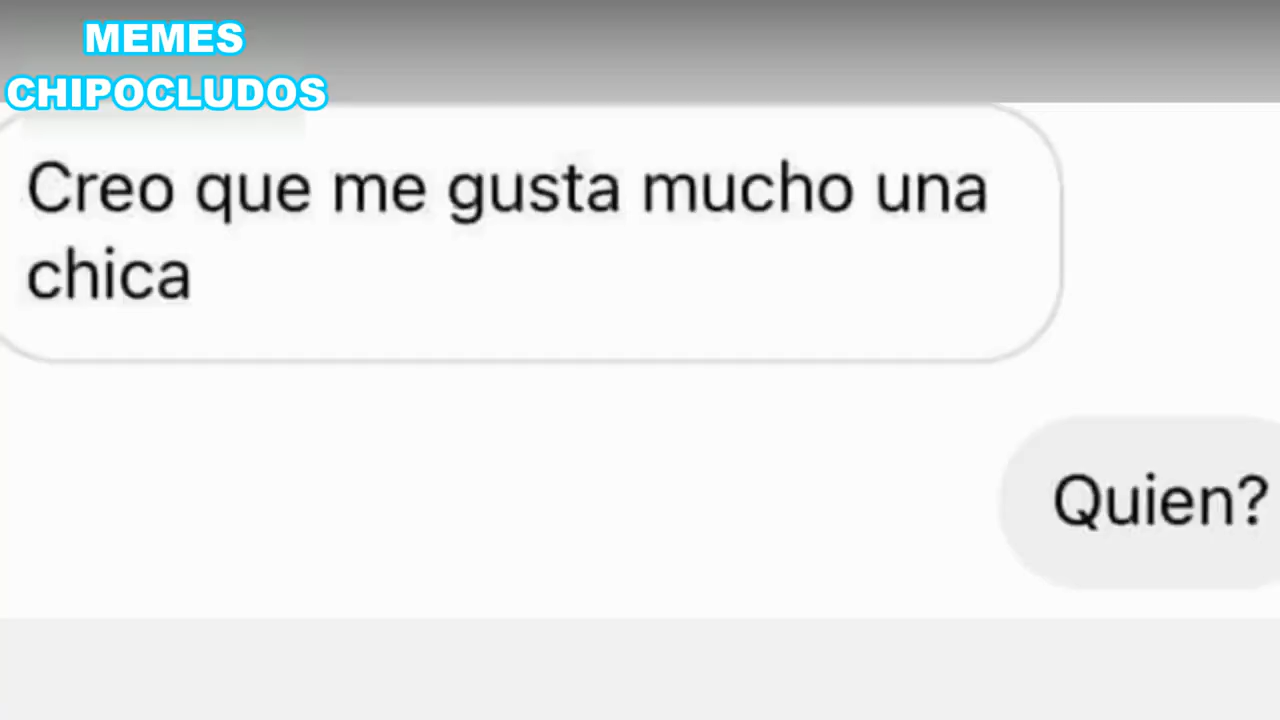 MEMES
CHIPOCLUDOS
Creo que me gusta mucho una
chica
Quien?